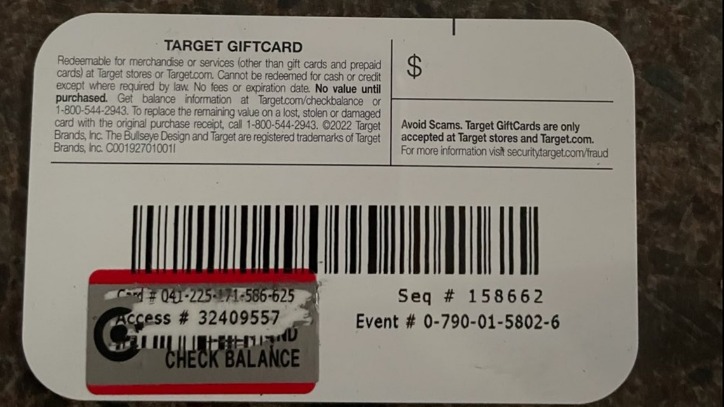 TARGET GIFTCARD
Redeemable for merchandise or services (other than gift cards and prepaid
cards) at Target stores or Target.com. Cannot be redeemed for cash or credit
except where required by law. No fees or expiration date. No value until
purchased. Get balance information at Target.com/checkbalance or
1-800-544-2943. To replace the remaining value on a lost, stolen or damaged
card with the original purchase receipt, call 1-800-544-2943. ©2022 Target
Brands, Inc. The Bullseye Design and Target are registered trademarks of Target
Brands, Inc. C001927010011
$
Avoid Scams. Target GiftCards are only
accepted at Target stores and Target.com.
For more information visit security.target.com/fraud
Card # 041-225-171-586-625
Access # 32409557
CHECK BALANCE
Seq # 158662
Event # 0-790-01-5802-6